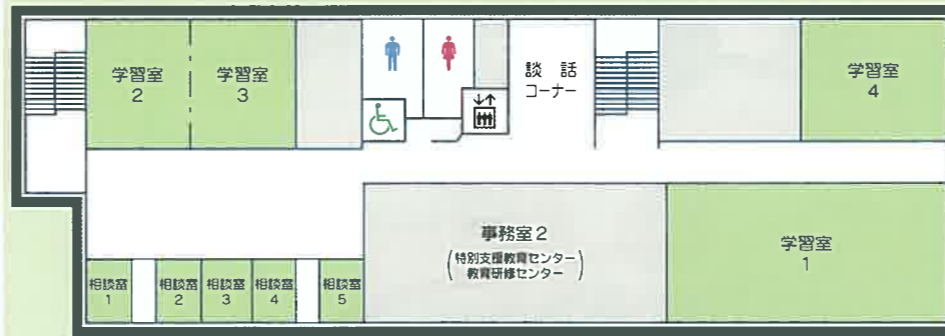 学習室
2
学習室
3
談 話
コーナー
学習室
4
事務室2
(特別支援教育センター
教育研修センター)
学習室
1
相談室
1
相談室
2
相談室
3
相談室
4
相談室
5